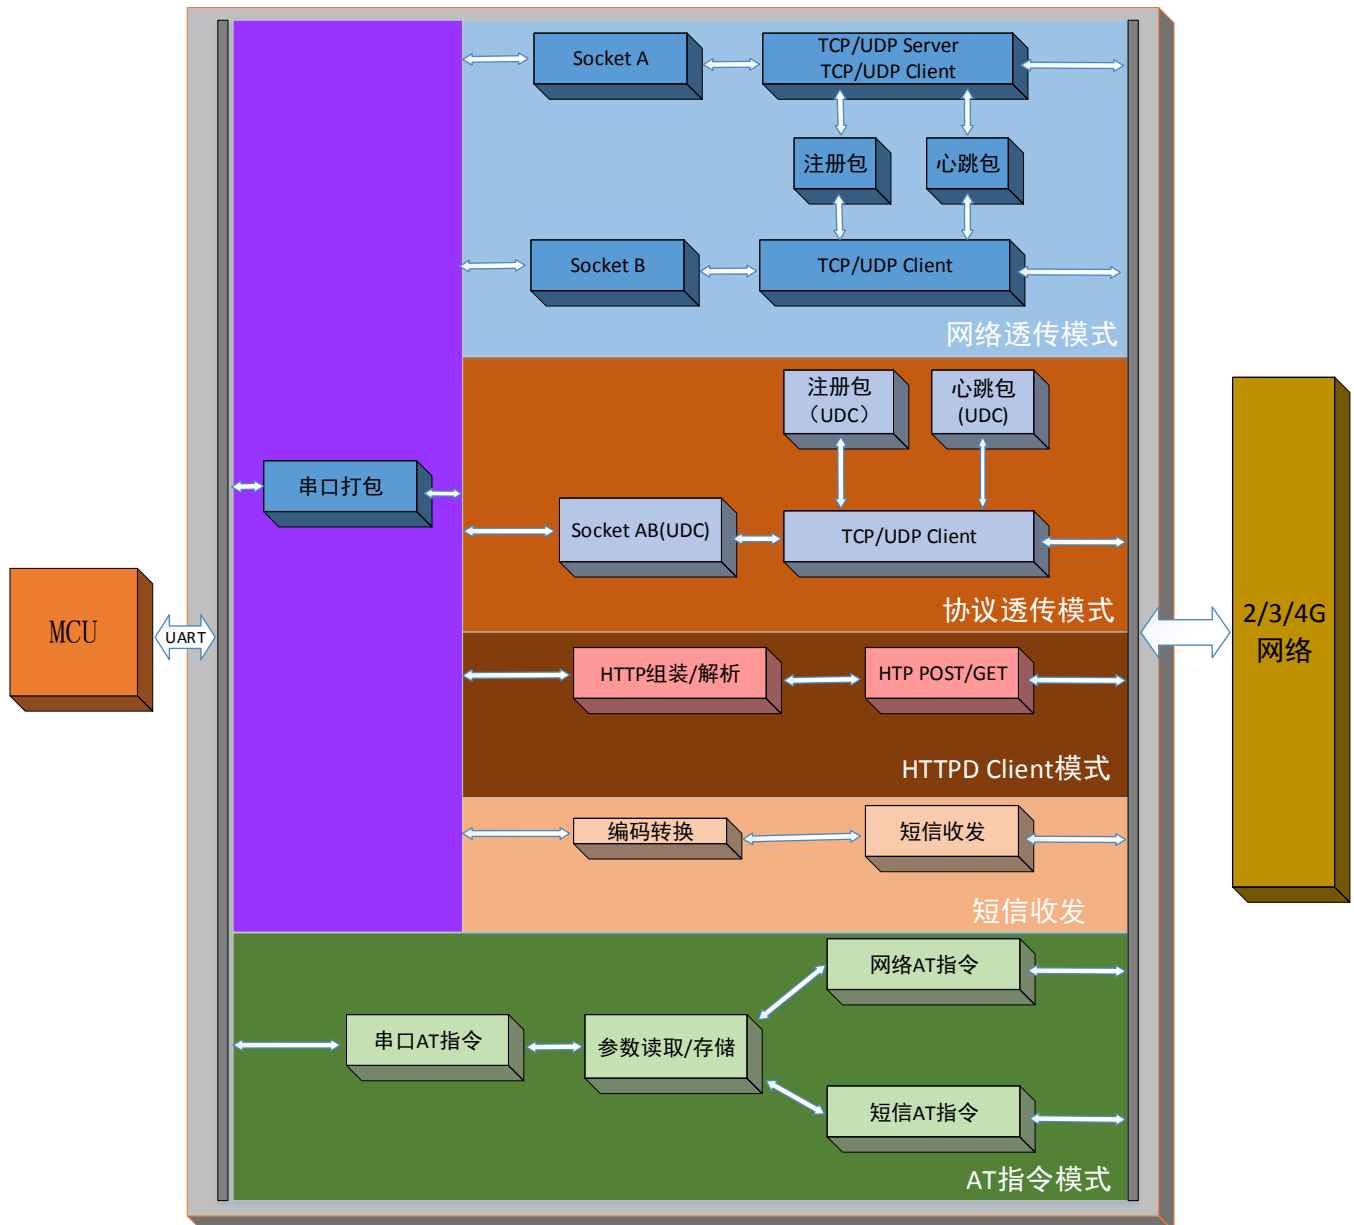 Socket A
TCP/UDP Server
TCP/UDP Client
注册包
心跳包
Socket B
TCP/UDP Client
网络透传模式
注册包
（UDC）
心跳包
(UDC)
串口打包
Socket AB(UDC)
TCP/UDP Client
协议透传模式
MCU
UART
2/3/4G
网络
HTTP组装/解析
HTP POST/GET
HTTPD Client模式
编码转换
短信收发
短信收发
网络AT指令
串口AT指令
参数读取/存储
短信AT指令
AT指令模式